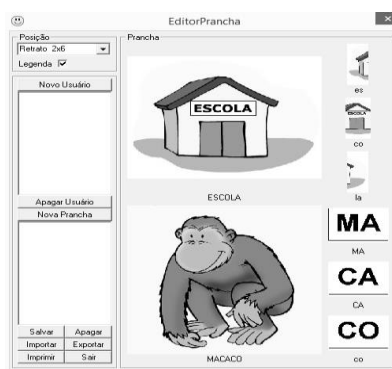 EditorPrancha
Posição
Retrato 2x6
Legenda
Novo Usuário
Apagar Usuário
Nova Prancha
Salvar Apagar
Importar Exportar
Imprimir Sair
Prancha
ESCOLA
ESCOLA
MACACO
es
ESCOLA
co
la
MA
MA
CA
CA
CO
co